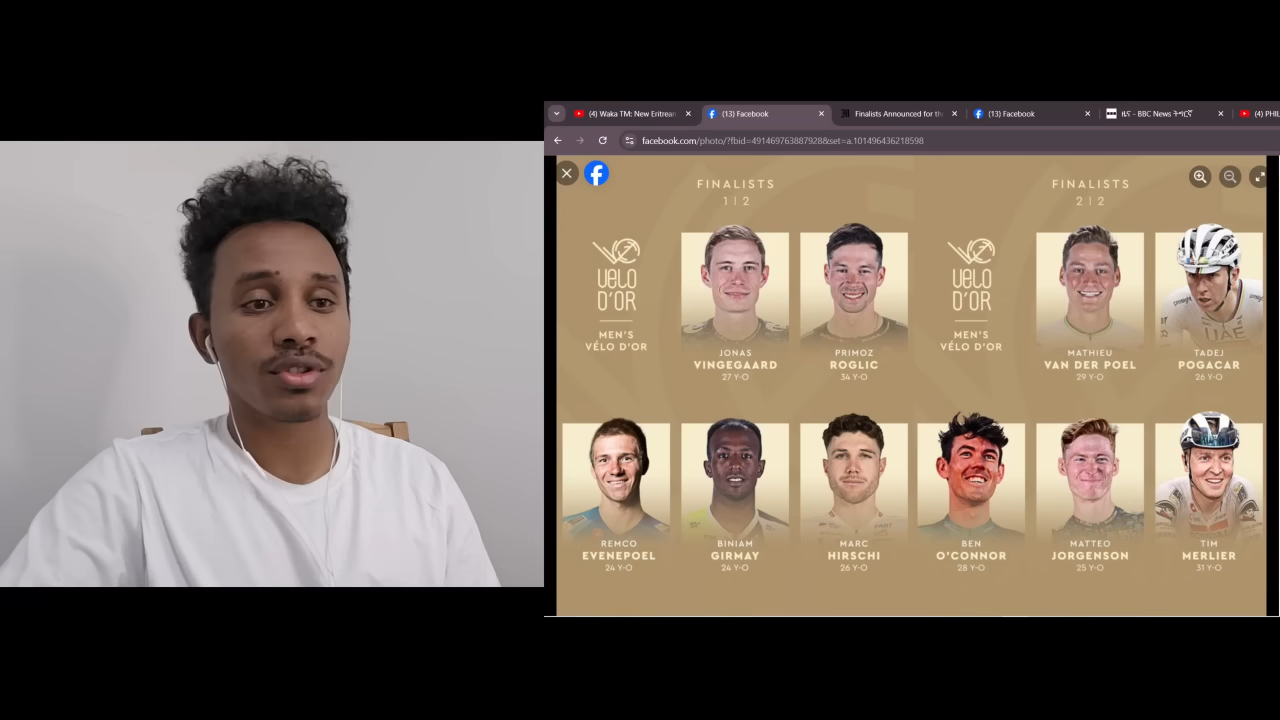 (4) Waka TM: New Eritrean
(13) Facebook
Finalists Announced for th
(13) Facebook
ዜና - BBC News ትግርኛ
(4) PHIL
facebook.com/photo/?fbid=491469763887928&set=a.101496436218598
FINALISTS
1 | 2
VELO
D'OR
MEN'S
VÉLO D'OR
JONAS
VINGEGAARD
27 Y-O
PRIMOZ
ROGLIC
34 Y-O
REMCO
EVENEPOEL
24 Y-O
BINIAM
GIRMAY
24 Y-O
MARC
HIRSCHI
26 Y-O
FINALISTS
2 | 2
VELO
D'OR
MEN'S
VÉLO D'OR
MATHIEU
VAN DER POEL
29 Y-O
TADEJ
POGACAR
26 Y-O
UAE
BEN
O'CONNOR
28 Y-O
MATTEO
JORGENSON
25 Y-O
TIM
MERLIER
31 Y-O